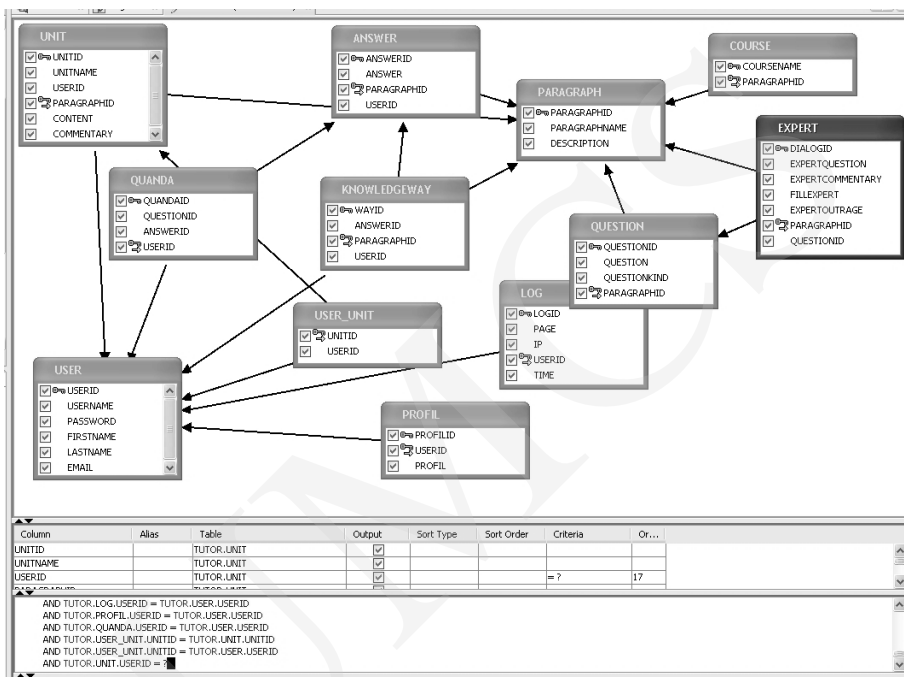 UNIT
UNITID
UNITNAME
USERID
PARAGRAPHID
CONTENT
COMMENTARY
ANSWER
ANSWERID
ANSWER
PARAGRAPHID
USERID
COURSE
COURSENAME
PARAGRAPHID
PARAGRAPH
PARAGRAPHID
PARAGRAPHNAME
DESCRIPTION
EXPERT
DIALOGID
EXPERTQUESTION
EXPERTCOMMENTARY
FILLEXPERT
EXPERTOUTRAGE
PARAGRAPHID
QUESTIONID
QUANDA
QUANDAID
QUESTIONID
ANSWERID
USERID
KNOWLEDGEWAY
WAYID
ANSWERID
PARAGRAPHID
USERID
QUESTION
QUESTIONID
QUESTION
QUESTIONKIND
PARAGRAPHID
LOG
LOGID
PAGE
IP
USERID
TIME
USER_UNIT
UNITID
USERID
USER
USERID
USERNAME
PASSWORD
FIRSTNAME
LASTNAME
EMAIL
PROFIL
PROFILID
USERID
PROFIL
Column Alias Table Output Sort Type Sort Order Criteria Or...
UNITID TUTOR.UNIT
UNITNAME TUTOR.UNIT
USERID TUTOR.UNIT = ? 17
AND TUTOR.LOG.USERID = TUTOR.USER.USERID
AND TUTOR.PROFIL.USERID = TUTOR.USER.USERID
AND TUTOR.QUANDA.USERID = TUTOR.USER.USERID
AND TUTOR.USER_UNIT.UNITID = TUTOR.UNIT.UNITID
AND TUTOR.USER_UNIT.UNITID = TUTOR.USER.USERID
AND TUTOR.UNIT.USERID = ?
UMCS